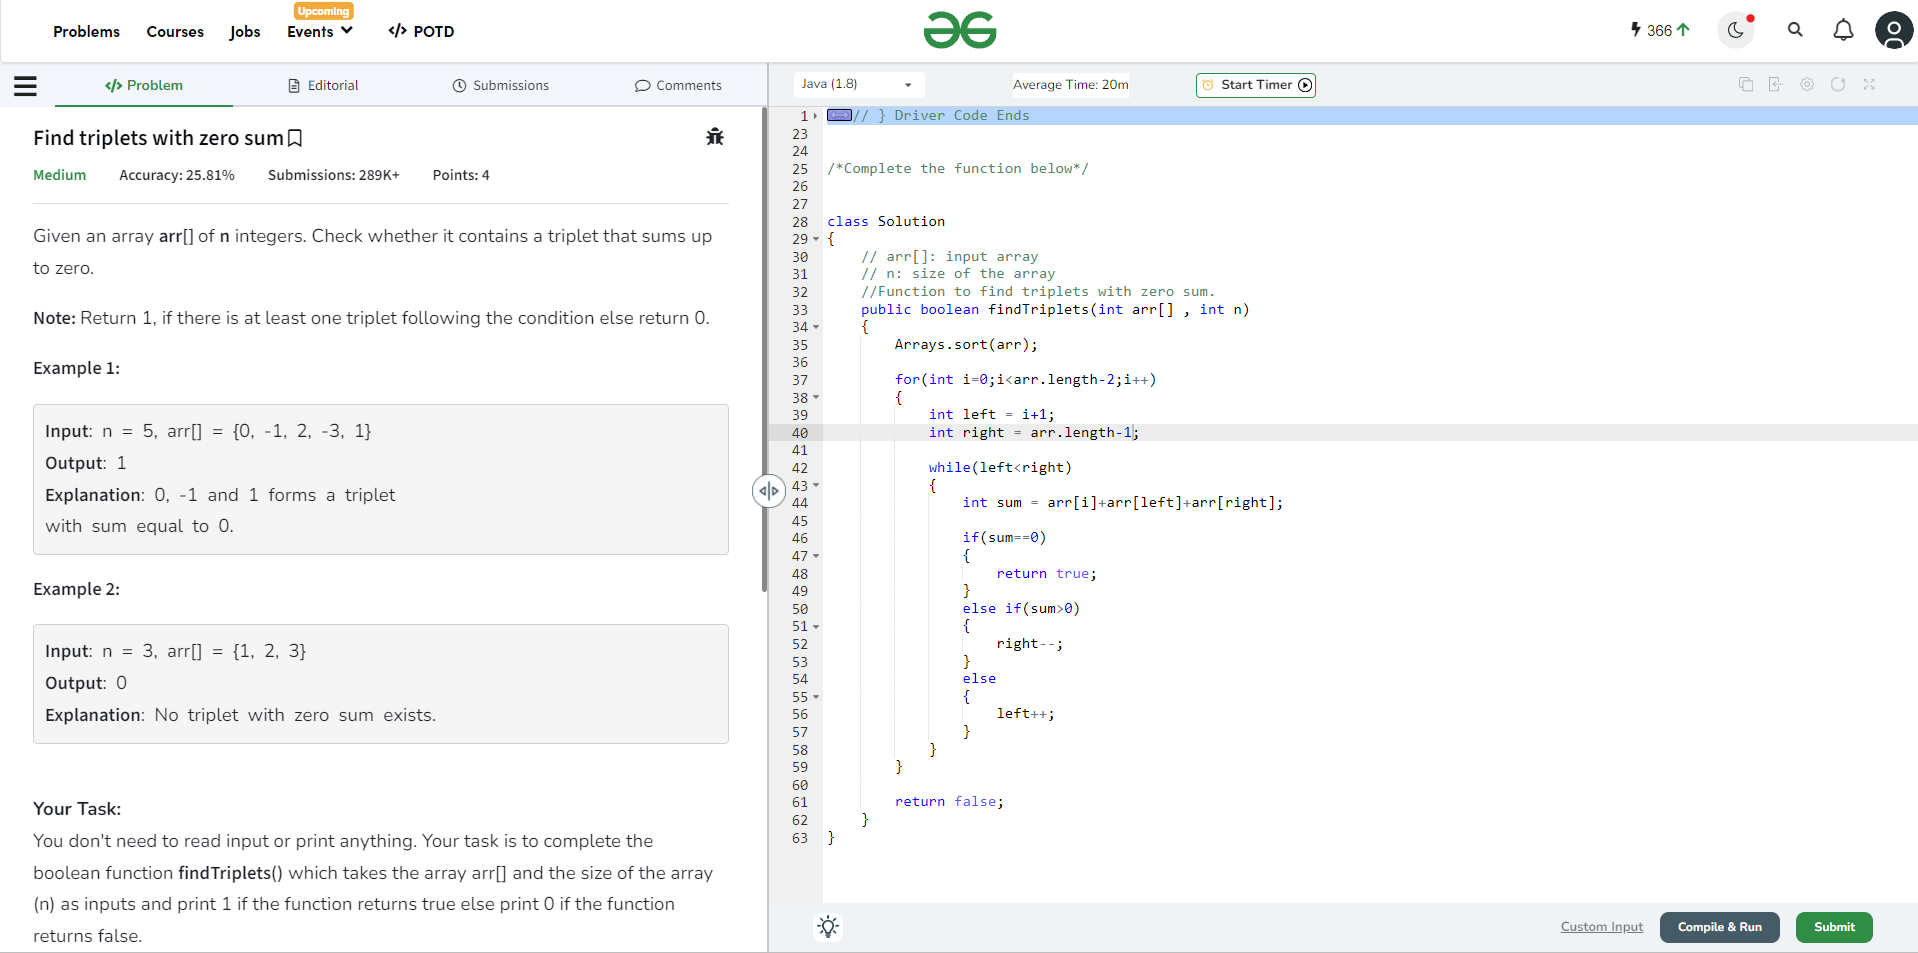 Upcoming
Problems Courses Jobs Events </> POTD
366
</> Problem Editorial Submissions Comments
Java (1.8) Average Time: 20m Start Timer
Find triplets with zero sum
Medium Accuracy: 25.81% Submissions: 289K+ Points: 4
Given an array arr[] of n integers. Check whether it contains a triplet that sums up
to zero.
Note: Return 1, if there is at least one triplet following the condition else return 0.
Example 1:
Input: n = 5, arr[] = {0, -1, 2, -3, 1}
Output: 1
Explanation: 0, -1 and 1 forms a triplet
with sum equal to 0.
Example 2:
Input: n = 3, arr[] = {1, 2, 3}
Output: 0
Explanation: No triplet with zero sum exists.
Your Task:
You don't need to read input or print anything. Your task is to complete the
boolean function findTriplets() which takes the array arr[] and the size of the array
(n) as inputs and print 1 if the function returns true else print 0 if the function
returns false.
1 // } Driver Code Ends
23
24
25 /*Complete the function below*/
26
27
28 class Solution
29 {
30 // arr[]: input array
31 // n: size of the array
32 //Function to find triplets with zero sum.
33 public boolean findTriplets(int arr[] , int n)
34 {
35 Arrays.sort(arr);
36
37 for(int i=0;i<arr.length-2;i++)
38 {
39 int left = i+1;
40 int right = arr.length-1;
41
42 while(left<right)
43 {
44 int sum = arr[i]+arr[left]+arr[right];
45
46 if(sum==0)
47 {
48 return true;
49 }
50 else if(sum>0)
51 {
52 right--;
53 }
54 else
55 {
56 left++;
57 }
58 }
59 }
60
61 return false;
62 }
63 }
Custom Input Compile & Run Submit